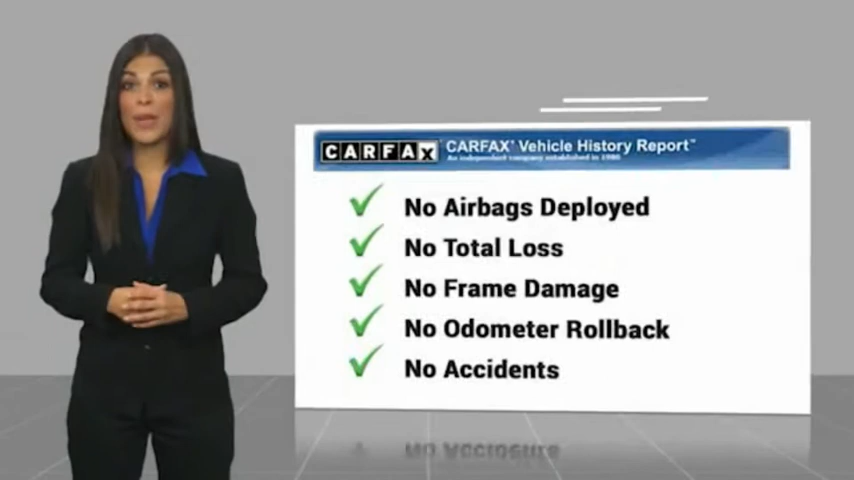 CARFAX
CARFAX® Vehicle History Report™
An independent company established in 1986
No Airbags Deployed
No Total Loss
No Frame Damage
No Odometer Rollback
No Accidents